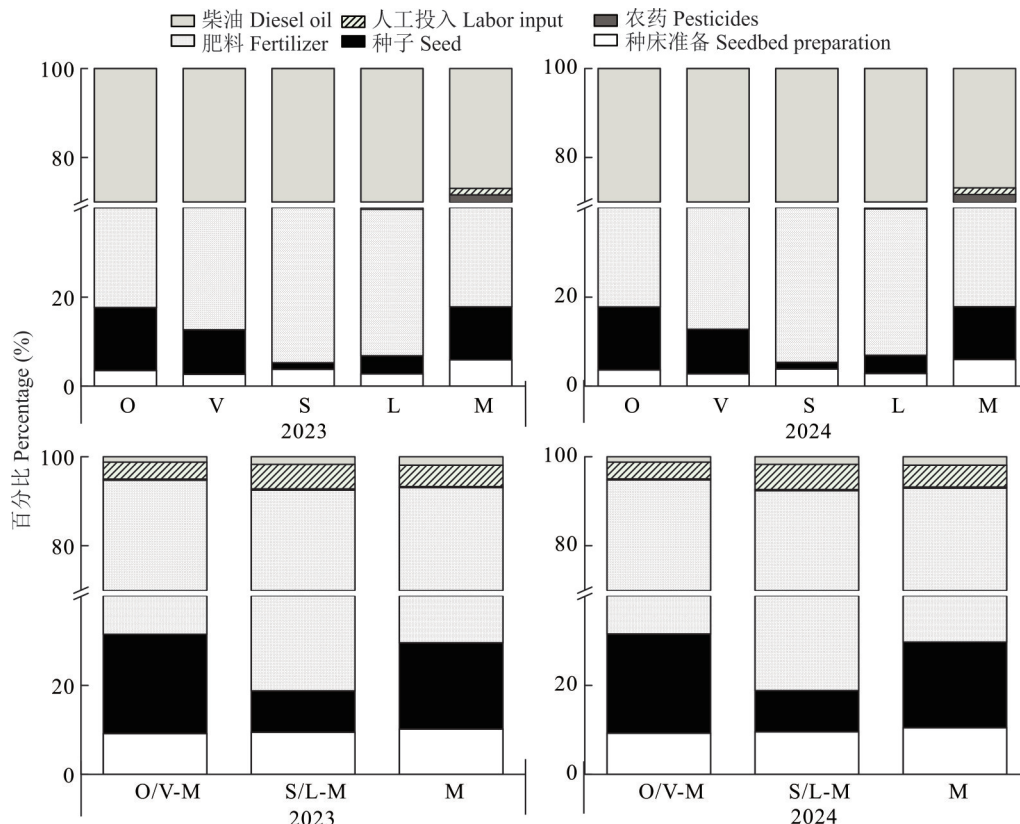 柴油 Diesel oil 人工投入 Labor input 农药 Pesticides
肥料 Fertilizer 种子 Seed 种床准备 Seedbed preparation
百分比 Percentage (%)
100
80
20
0
O V S L M
2023
100
80
20
0
O V S L M
2024
100
80
20
0
O/V-M S/L-M M
2023
100
80
20
0
O/V-M S/L-M M
2024